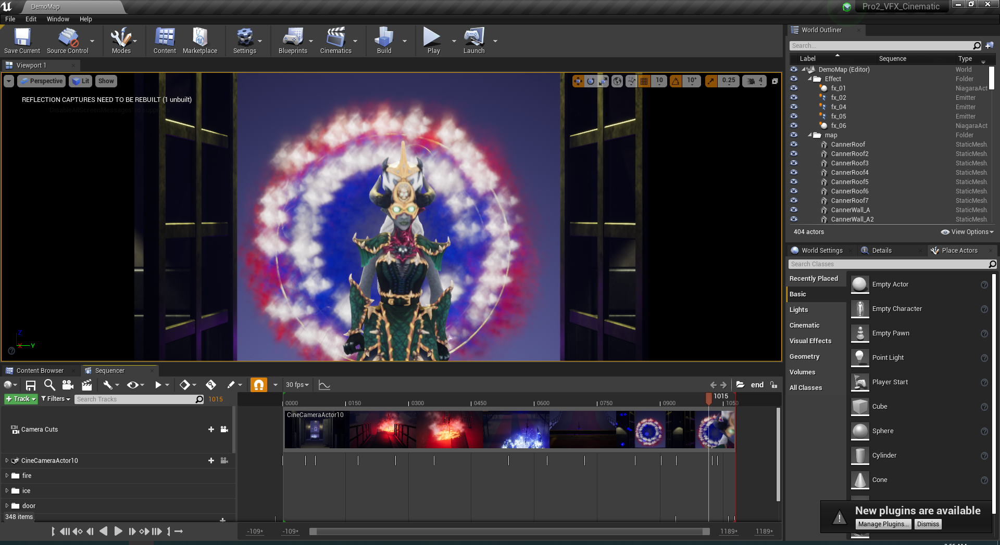 DemoMap
Pro2_VFX_Cinematic
File Edit Window Help
Save Current Source Control Modes Content Marketplace Settings Blueprints Cinematics Build Play Launch
Viewport 1
Perspective Lit Show
10 10° 0.25 4
REFLECTION CAPTURES NEED TO BE REBUILT (1 unbuilt)
Z
X Y
World Outliner
Search...
Label Sequence Type
DemoMap (Editor) World
Effect Folder
fx_01 NiagaraAct
fx_02 Emitter
fx_04 Emitter
fx_05 Emitter
fx_06 NiagaraAct
map Folder
CannerRoof StaticMesh
CannerRoof2 StaticMesh
CannerRoof3 StaticMesh
CannerRoof4 StaticMesh
CannerRoof5 StaticMesh
CannerRoof6 StaticMesh
CannerRoof7 StaticMesh
CannerWall_A StaticMesh
CannerWall_A2 StaticMesh
404 actors View Options
World Settings Details Place Actors
Search Classes
Recently Placed
Basic
Lights
Cinematic
Visual Effects
Geometry
Volumes
All Classes
Empty Actor
Empty Character
Empty Pawn
Point Light
Player Start
Cube
Sphere
Cylinder
Cone
New plugins are available
Manage Plugins... Dismiss
Content Browser Sequencer
30 fps end
+ Track Filters Search Tracks 1015
1015
0000 0150 0300 0450 0600 0750 0900 1050
CineCameraActor10
Camera Cuts
CineCameraActor10
fire
ice
door
348 items
-109* -109* 1189* 1189*